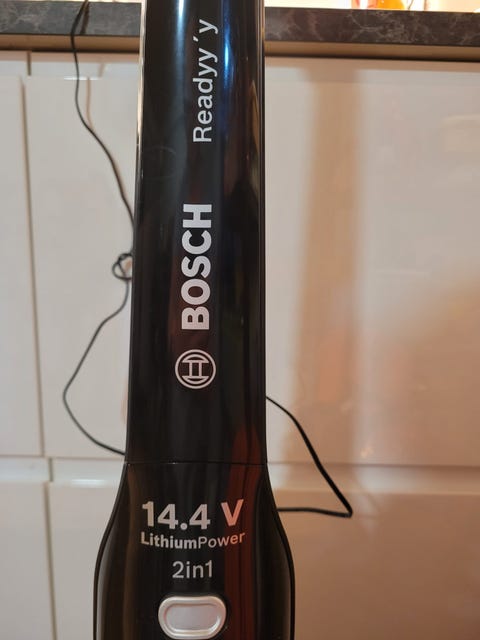 Readyy´y
BOSCH
14.4 V
LithiumPower
2in1